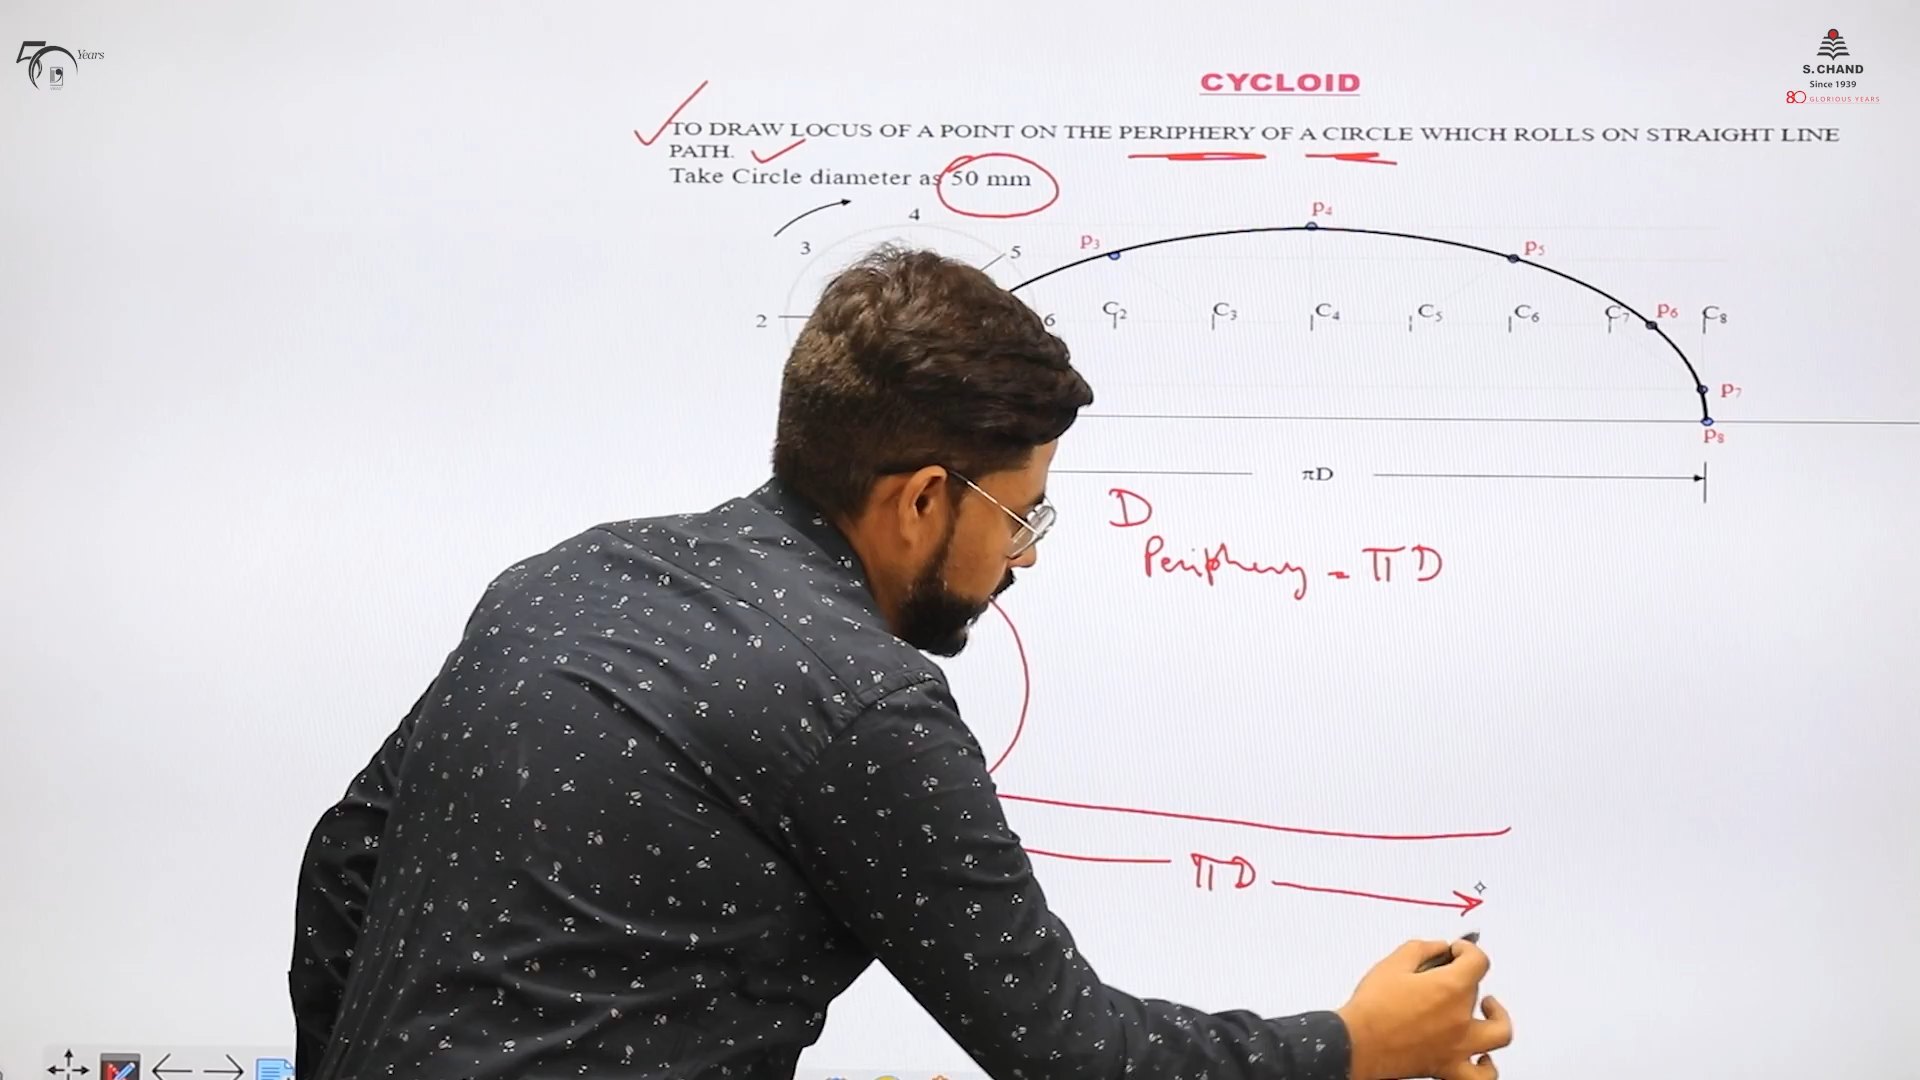 50 Years
S. CHAND
Since 1939
80 GLORIOUS YEARS
CYCLOID
TO DRAW LOCUS OF A POINT ON THE PERIPHERY OF A CIRCLE WHICH ROLLS ON STRAIGHT LINE
PATH.
Take Circle diameter as 50 mm
4
3
5
2
6
p3
p4
p5
C2
C3
C4
C5
C6
C7
p6
C8
p7
p8
πD
D
Periphery = πD
πD